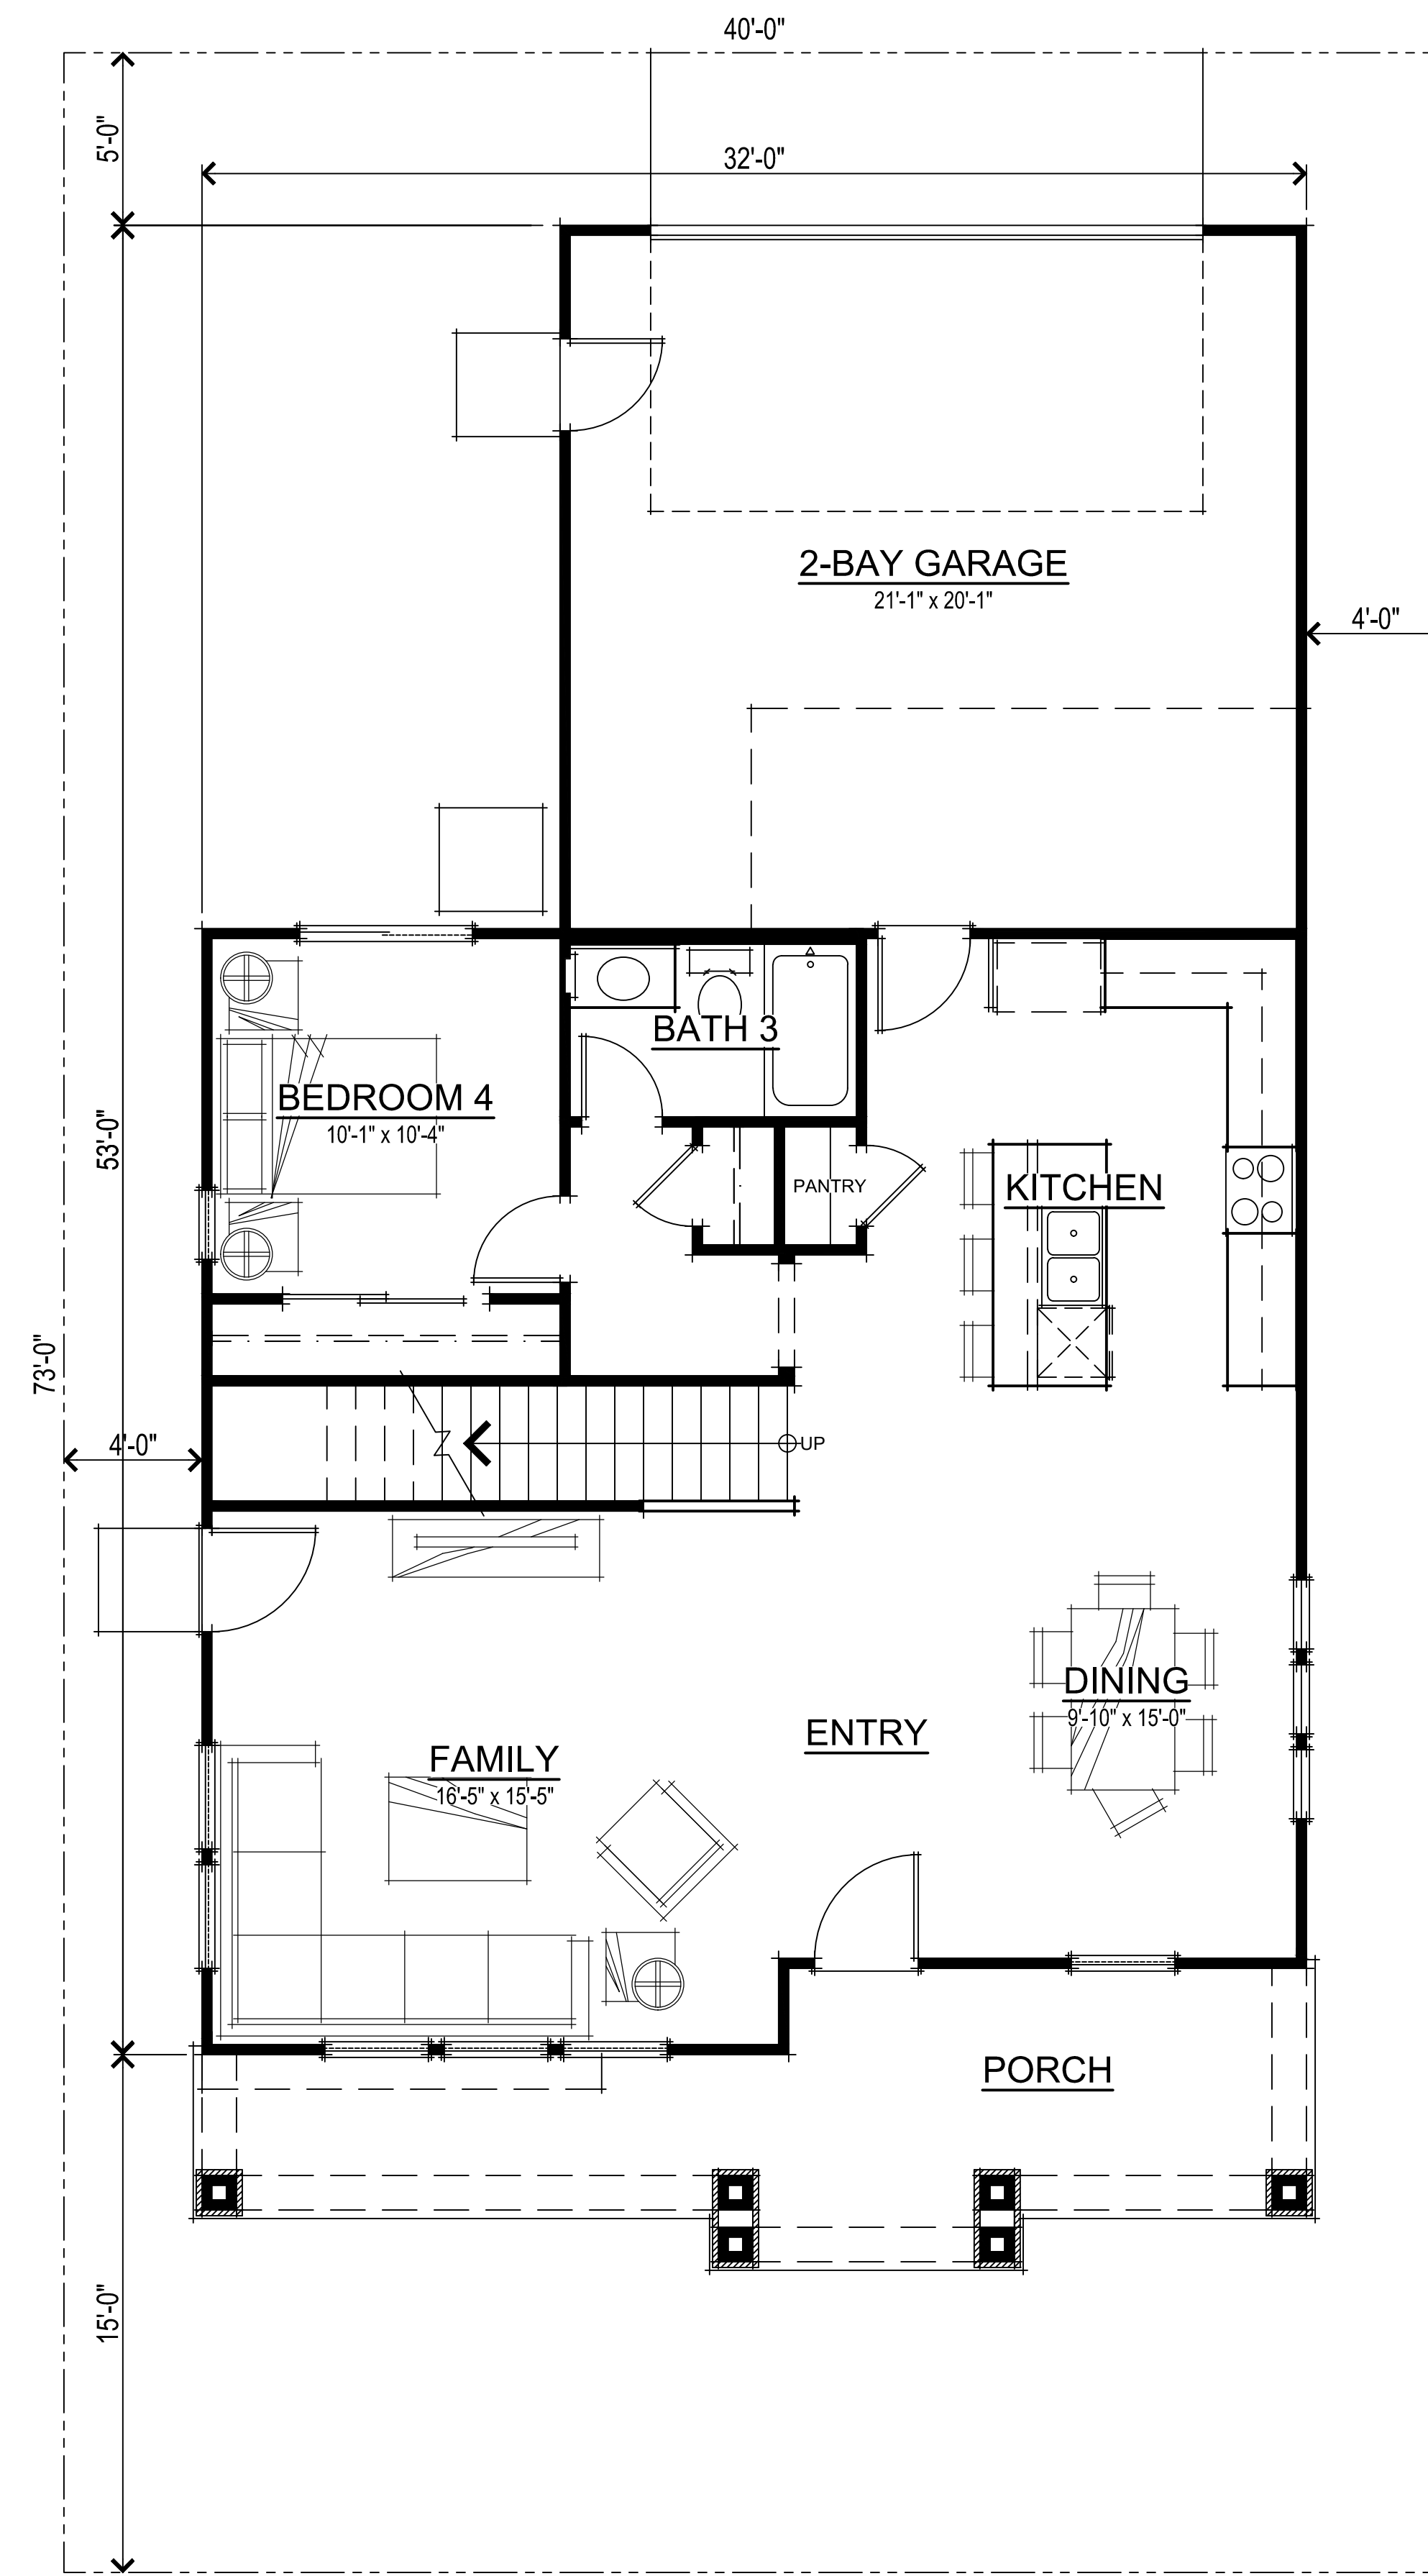 40'-0"
5'-0"
32'-0"
2-BAY GARAGE
21'-1" x 20'-1"
4'-0"
BATH 3
BEDROOM 4
10'-1" x 10'-4"
53'-0"
PANTRY
KITCHEN
73'-0"
4'-0"
UP
DINING
9'-10" x 15'-0"
ENTRY
FAMILY
16'-5" x 15'-5"
PORCH
15'-0"